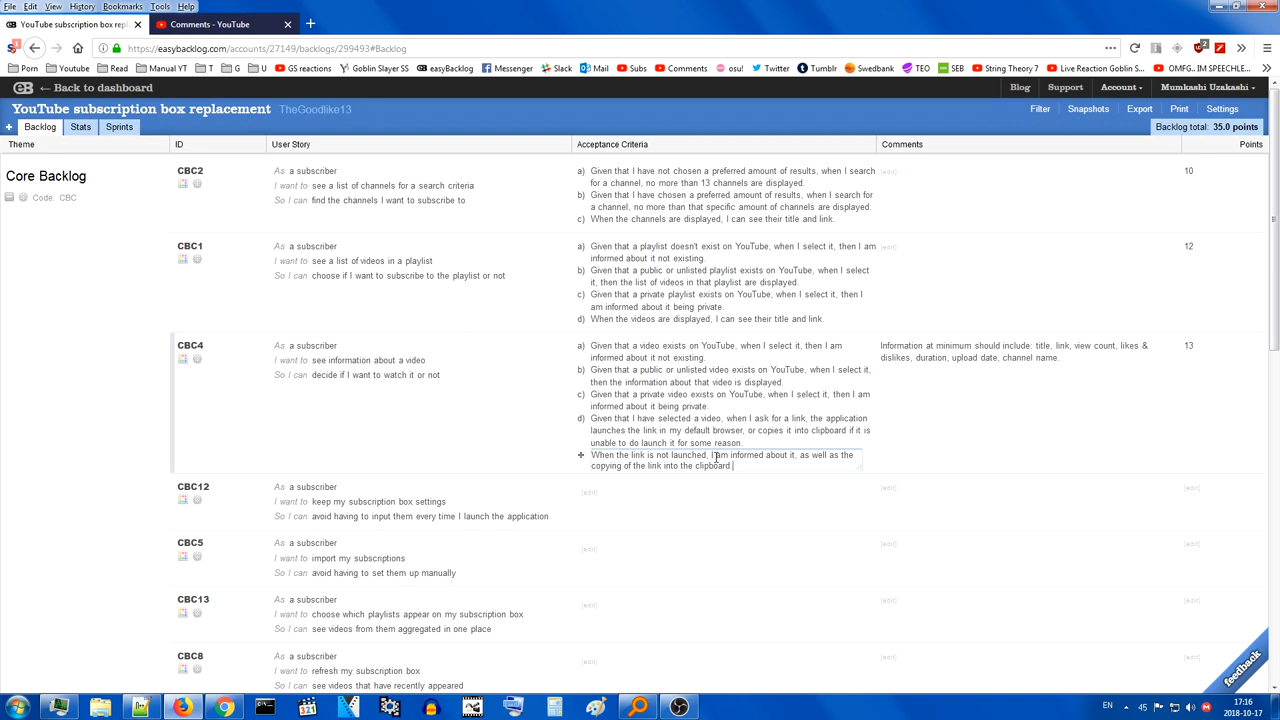 File Edit View History Bookmarks Tools Help
YouTube subscription box repl
Comments - YouTube
https://easybacklog.com/accounts/27149/backlogs/299493#Backlog
Porn Youtube Read Manual YT T G U GS reactions Goblin Slayer SS easyBacklog Messenger Slack Mail Subs Comments osu! Twitter Tumblr Swedbank TEO SEB String Theory 7 Live Reaction Goblin S OMFG.. IM SPEECHLE...
← Back to dashboard Blog Support Account Mumkashi Uzakashi
YouTube subscription box replacement TheGoodlike13 Filter Snapshots Export Print Settings
+ Backlog Stats Sprints Backlog total: 35.0 points
Theme ID User Story Acceptance Criteria Comments Points
Core Backlog
Code: CBC
CBC2
As a subscriber
I want to see a list of channels for a search criteria
So I can find the channels I want to subscribe to
a) Given that I have not chosen a preferred amount of results, when I search
for a channel, no more than 13 channels are displayed.
b) Given that I have chosen a preferred amount of results, when I search for
a channel, no more than that specific amount of channels are displayed.
c) When the channels are displayed, I can see their title and link.
[edit]
10
CBC1
As a subscriber
I want to see a list of videos in a playlist
So I can choose if I want to subscribe to the playlist or not
a) Given that a playlist doesn't exist on YouTube, when I select it, then I am
informed about it not existing.
b) Given that a public or unlisted playlist exists on YouTube, when I select
it, then the list of videos in that playlist are displayed.
c) Given that a private playlist exists on YouTube, when I select it, then I
am informed about it being private.
d) When the videos are displayed, I can see their title and link.
[edit]
12
CBC4
As a subscriber
I want to see information about a video
So I can decide if I want to watch it or not
a) Given that a video exists on YouTube, when I select it, then I am
informed about it not existing.
b) Given that a public or unlisted video exists on YouTube, when I select it,
then the information about that video is displayed.
c) Given that a private video exists on YouTube, when I select it, then I am
informed about it being private.
d) Given that I have selected a video, when I ask for a link, the application
launches the link in my default browser, or copies it into clipboard if it is
unable to do launch it for some reason.
+ When the link is not launched, I am informed about it, as well as the
copying of the link into the clipboard.
Information at minimum should include: title, link, view count, likes &
dislikes, duration, upload date, channel name.
13
CBC12
As a subscriber
I want to keep my subscription box settings
So I can avoid having to input them every time I launch the application
[edit] [edit] [edit]
CBC5
As a subscriber
I want to import my subscriptions
So I can avoid having to set them up manually
[edit] [edit] [edit]
CBC13
As a subscriber
I want to choose which playlists appear on my subscription box
So I can see videos from them aggregated in one place
[edit] [edit] [edit]
CBC8
As a subscriber
I want to refresh my subscription box
So I can see videos that have recently appeared
[edit] [edit] [edit]
feedback
EN 45 17:16
2018-10-17